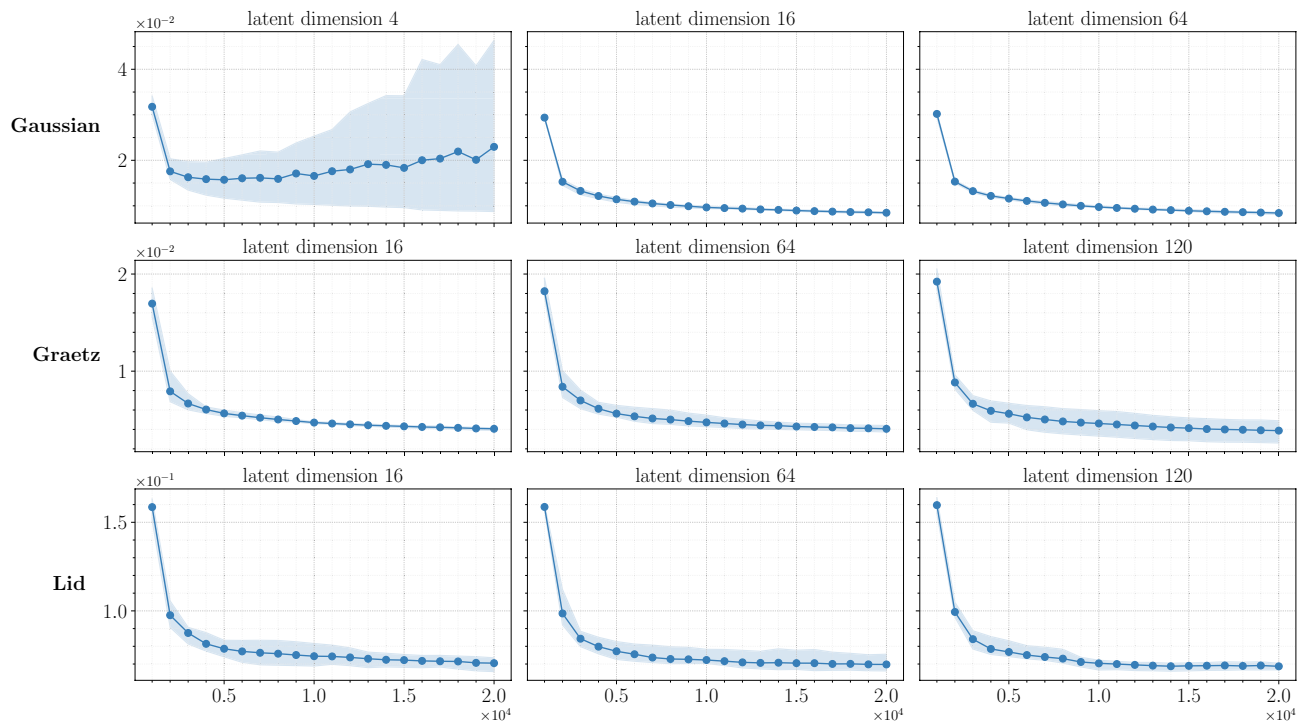 ×10⁻² latent dimension 4 latent dimension 16 latent dimension 64
4
Gaussian
2
×10⁻² latent dimension 16 latent dimension 64 latent dimension 120
2
Graetz
1
×10⁻¹ latent dimension 16 latent dimension 64 latent dimension 120
1.5
Lid
1.0
0.5 1.0 1.5 2.0 0.5 1.0 1.5 2.0 0.5 1.0 1.5 2.0
×10⁴ ×10⁴ ×10⁴